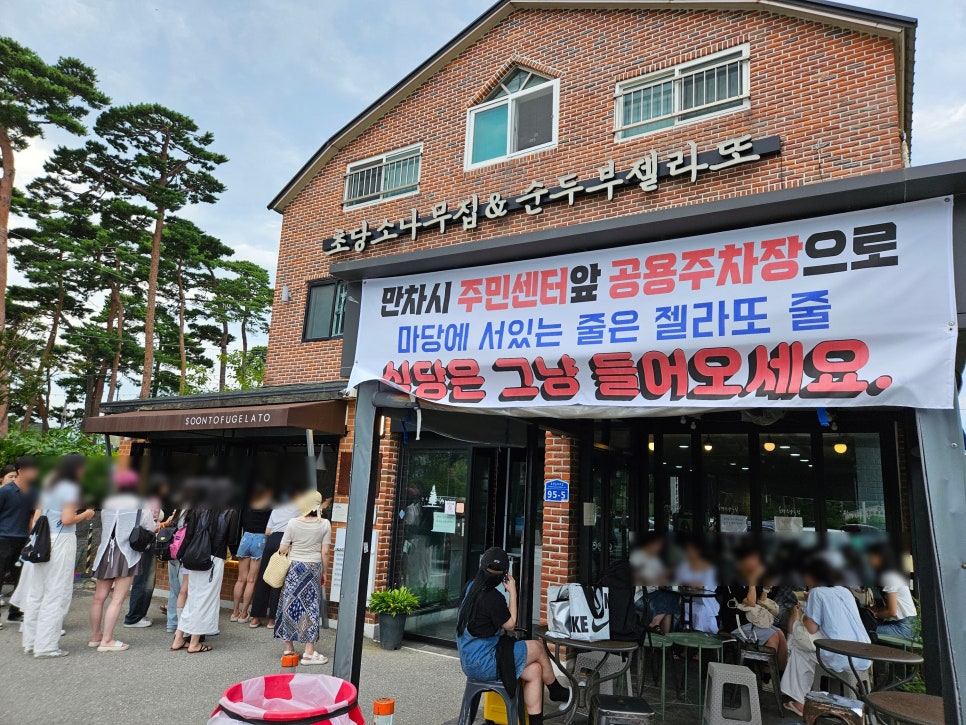 초당소나무집&순두부젤라또
만차시 주민센터앞 공용주차장으로
마당에 서있는 줄은 젤라또 줄
식당은 그냥 들어오세요.
SOONTOFUGELATO
95-5
KE